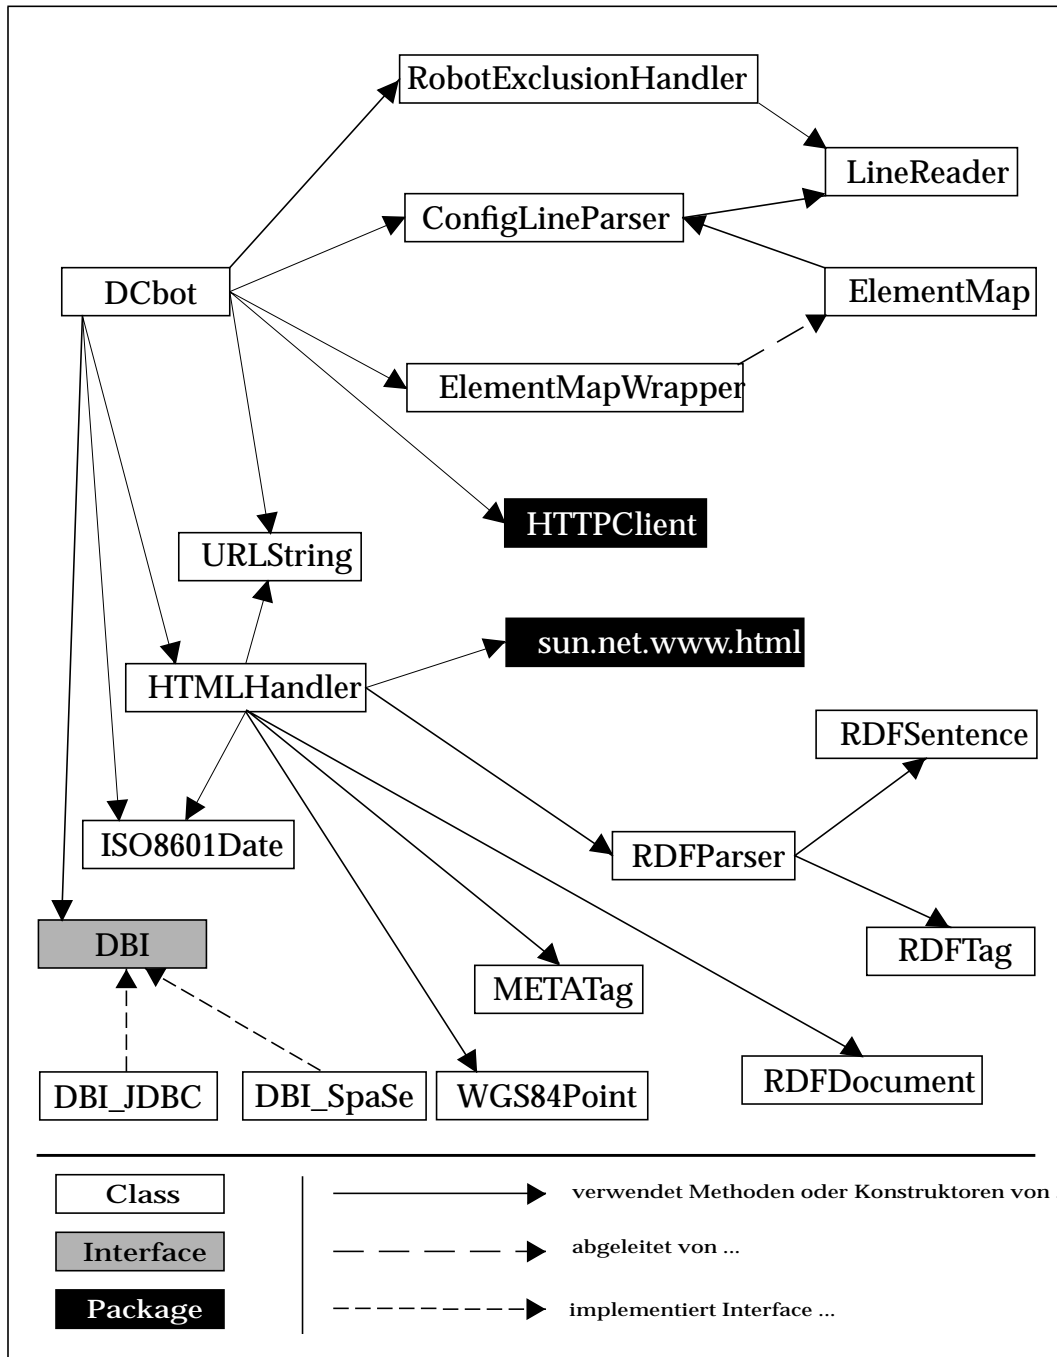 RobotExclusionHandler
LineReader
ConfigLineParser
DCbot
ElementMap
ElementMapWrapper
HTTPClient
URLString
sun.net.www.html
HTMLHandler
RDFSentence
ISO8601Date
RDFParser
DBI
RDFTag
METATag
RDFDocument
DBI_JDBC
DBI_SpaSe
WGS84Point
Class
verwendet Methoden oder Konstruktoren von .
Interface
abgeleitet von ...
Package
implementiert Interface ...